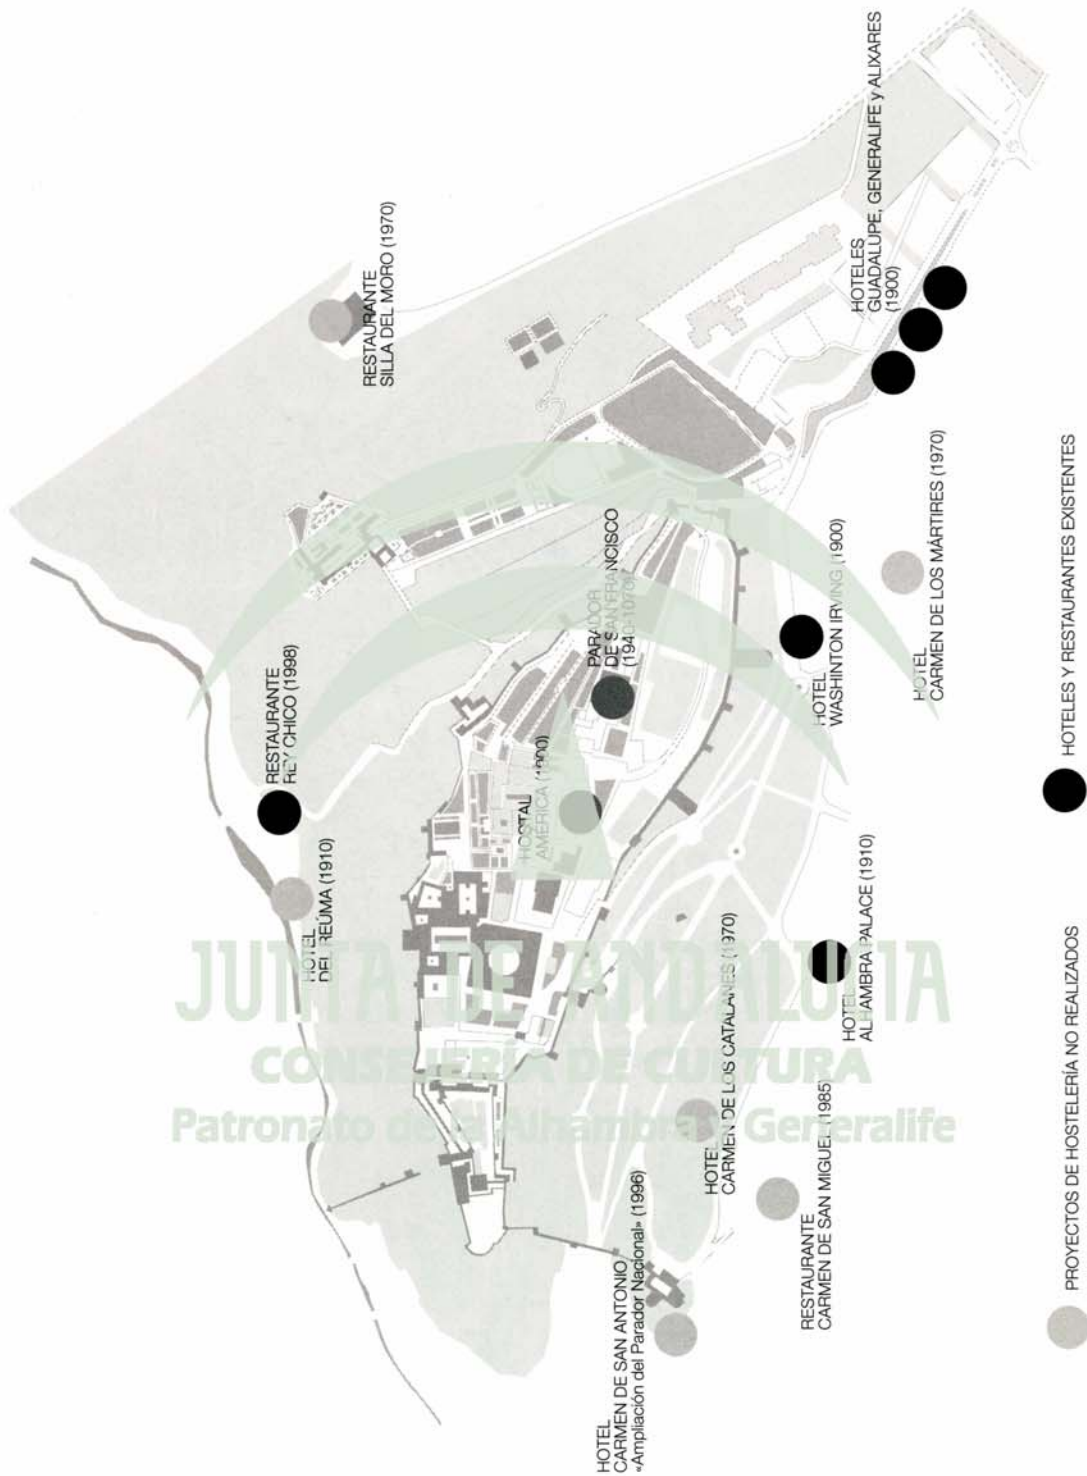 RESTAURANTE
SILLA DEL MORO (1970)
HOTELES
GUADALUPE, GENERALIFE y ALIXARES
(1900)
RESTAURANTE
REY CHICO (1998)
HOTEL
DEL REÚMA (1910)
PARADOR
DE SAN FRANCISCO
HOSTAL
AMÉRICA
HOTEL
WASHINTON IRVING (1900)
HOTEL
CARMEN DE LOS MÁRTIRES (1970)
HOTEL
ALHAMBRA PALACE (1910)
HOTEL
CARMEN DE LOS CATALANES (1970)
RESTAURANTE
CARMEN DE SAN MIGUEL (1985)
HOTEL
CARMEN DE SAN ANTONIO
«Ampliación del Parador Nacional» (1996)
PROYECTOS DE HOSTELERÍA NO REALIZADOS
HOTELES Y RESTAURANTES EXISTENTES
JUNTA DE ANDALUCIA
CONSEJERÍA DE CULTURA
Patronato de la Alhambra y Generalife